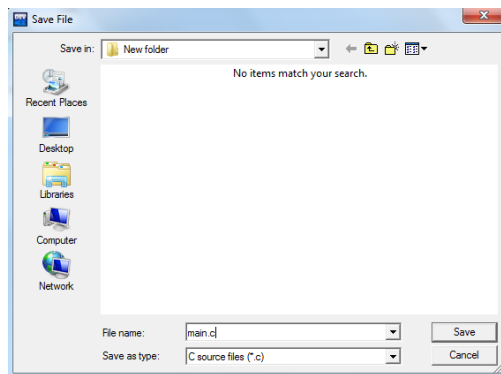 Save File
Save in:
New folder
No items match your search.
Recent Places
Desktop
Libraries
Computer
Network
File name:
main.c
Save
Save as type:
C source files (*.c)
Cancel